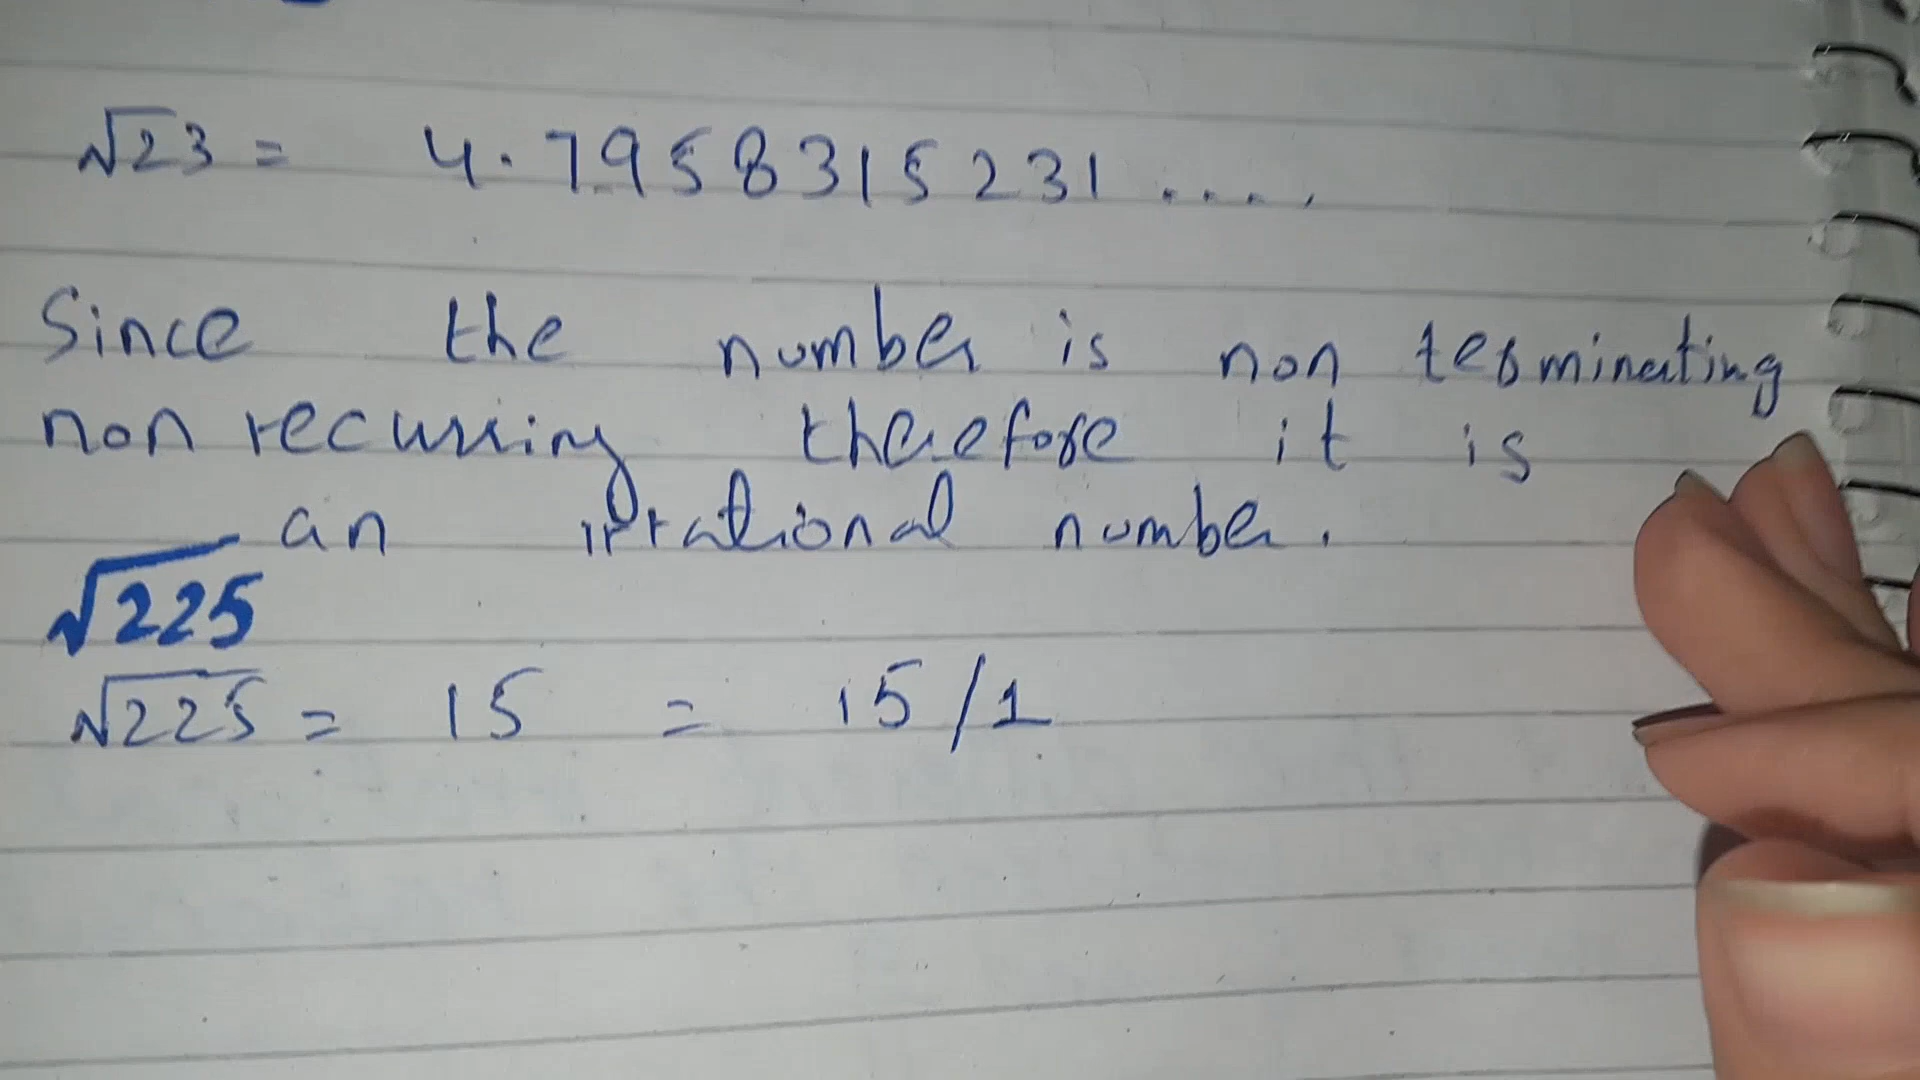 √23 = 4.7958315231 ....
Since the number is non terminating
non recurring therefore it is
an irrational number.
√225
√225 = 15 = 15/1